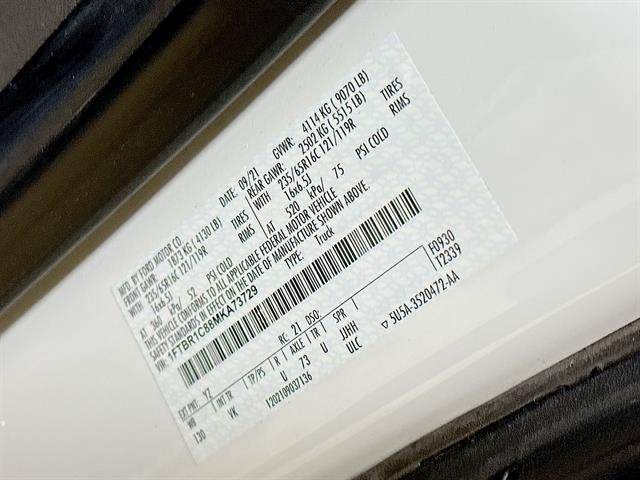 MFD. BY FORD MOTOR CO.
DATE: 09/21 GVWR: 4114 KG ( 9070 LB)
FRONT GAWR: 1873 KG ( 4130 LB) REAR GAWR: 2502 KG ( 5515 LB)
WITH 235/65R16C 121/119R TIRES WITH 235/65R16C 121/119R TIRES
16x6.5J RIMS 16x6.5J RIMS
AT 360 kPa/ 52 PSI COLD AT 520 kPa/ 75 PSI COLD
THIS VEHICLE CONFORMS TO ALL APPLICABLE FEDERAL MOTOR VEHICLE
SAFETY STANDARDS IN EFFECT ON THE DATE OF MANUFACTURE SHOWN ABOVE.
VIN: 1FTBR1C88MKA73729 TYPE: Truck
F0930
T2339
EXT PNT: YZ RC: 21 DSO:
WB INT TR TP/PS R AXLE TR SPR
130 VK U 73 U JJHH
1202109037136 ULC
▽ 5U5A-3520472-AA